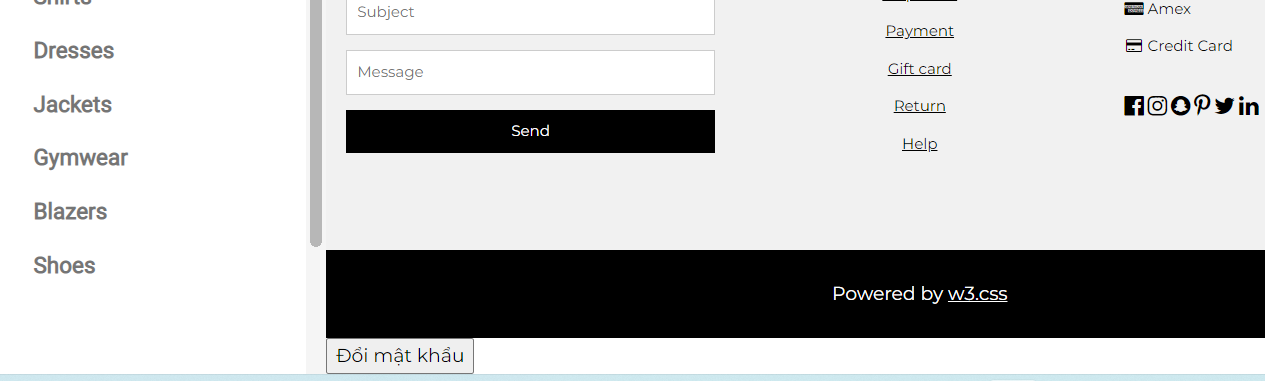 Dresses
Jackets
Gymwear
Blazers
Shoes
Subject
Message
Send
Payment
Gift card
Return
Help
Amex
Credit Card
Powered by w3.css
Đổi mật khẩu